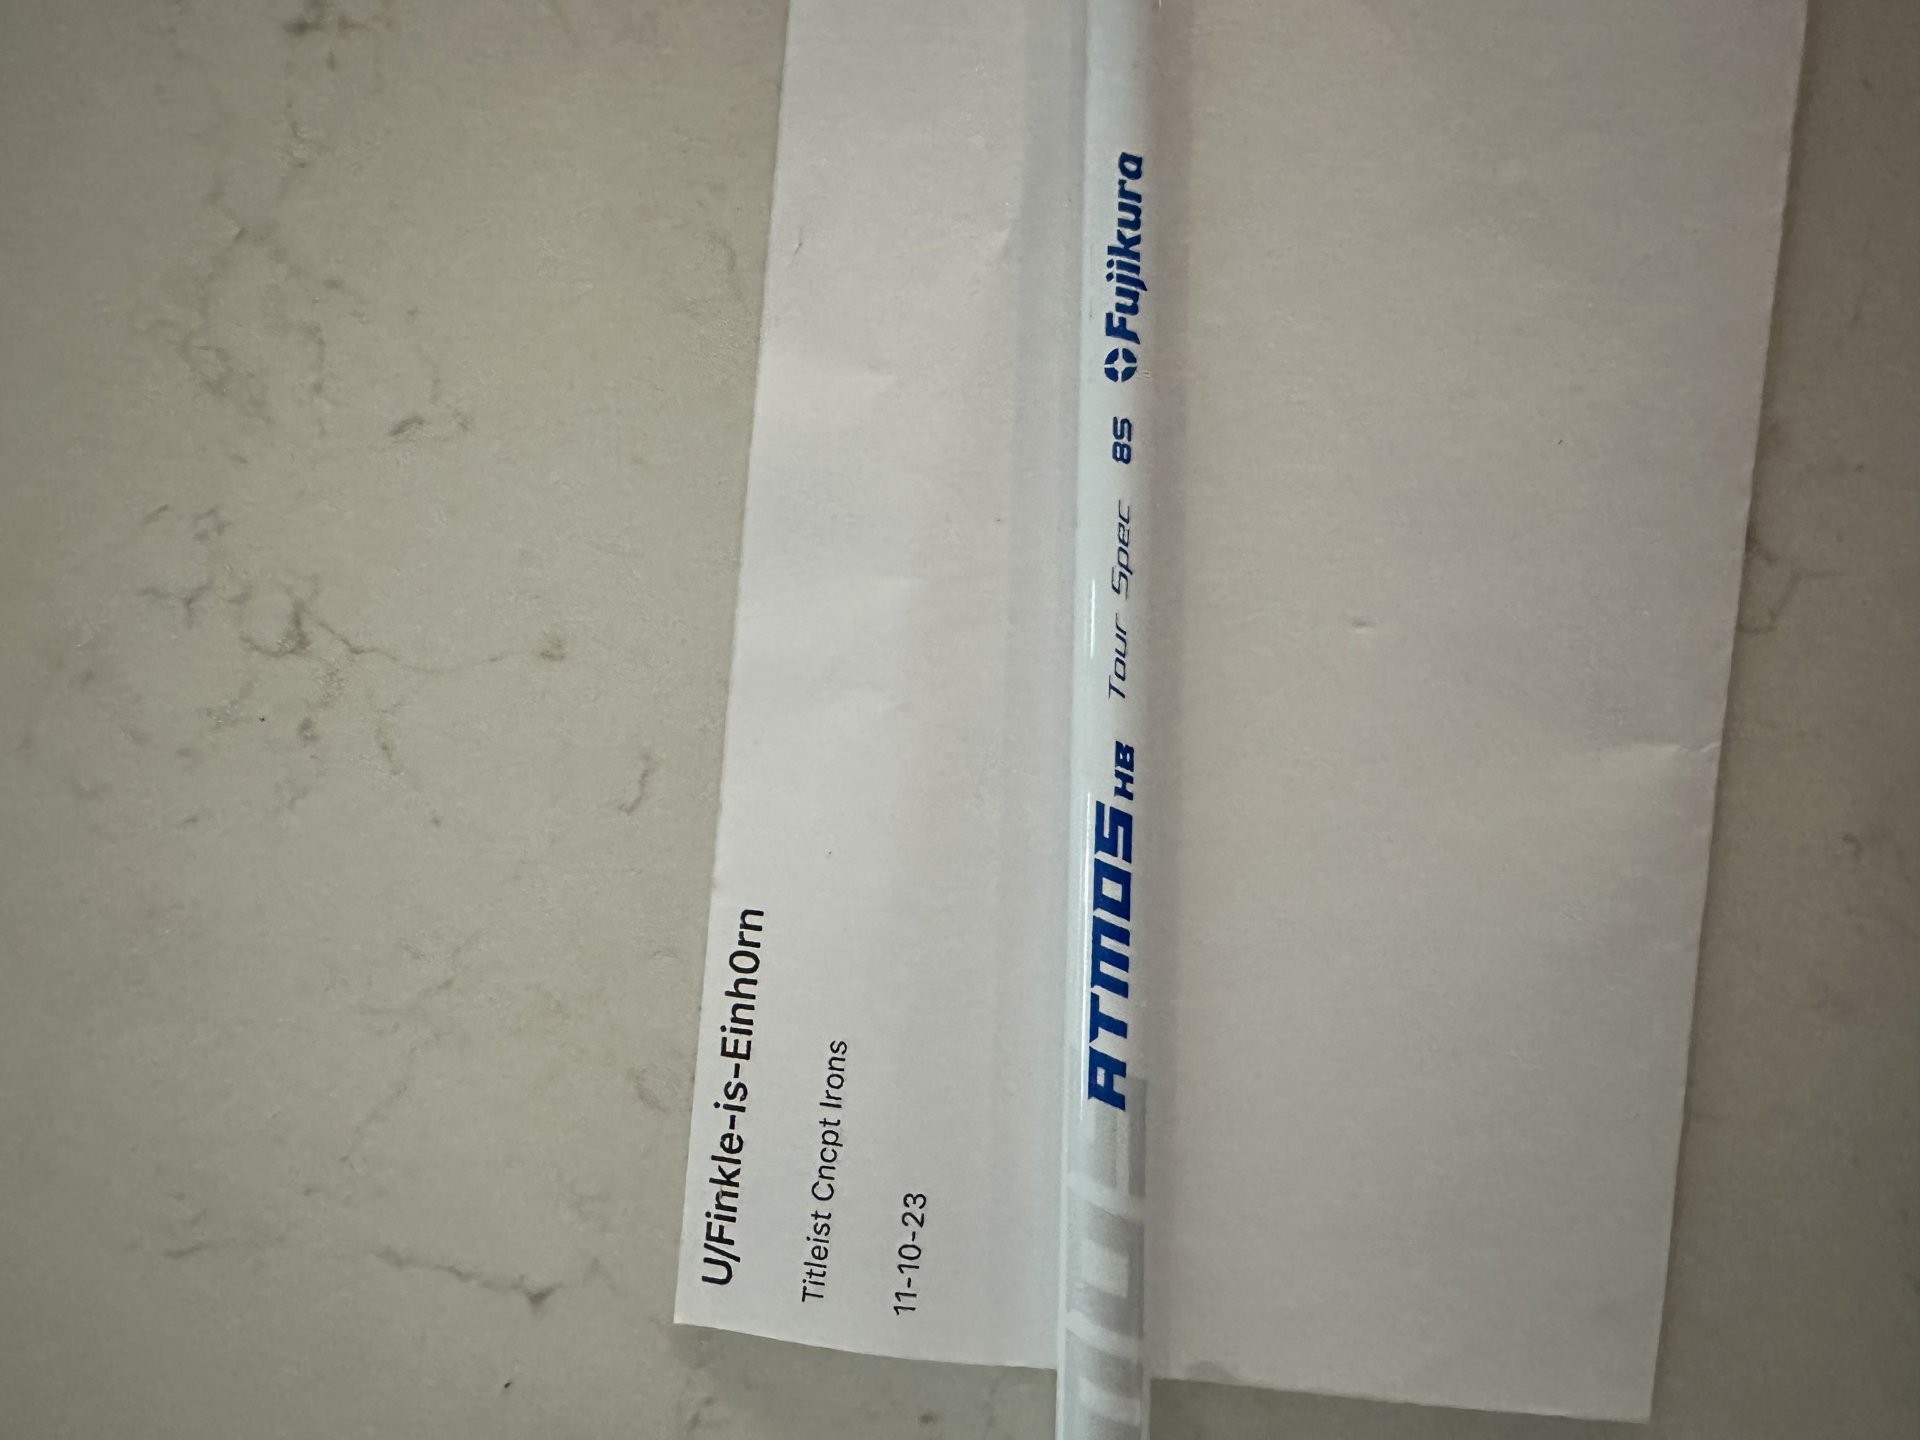 U/Finkle-is-Einh0rn
Titleist Cncpt Irons
11-10-23
ATMOS HB Tour Spec 8S Fujikura